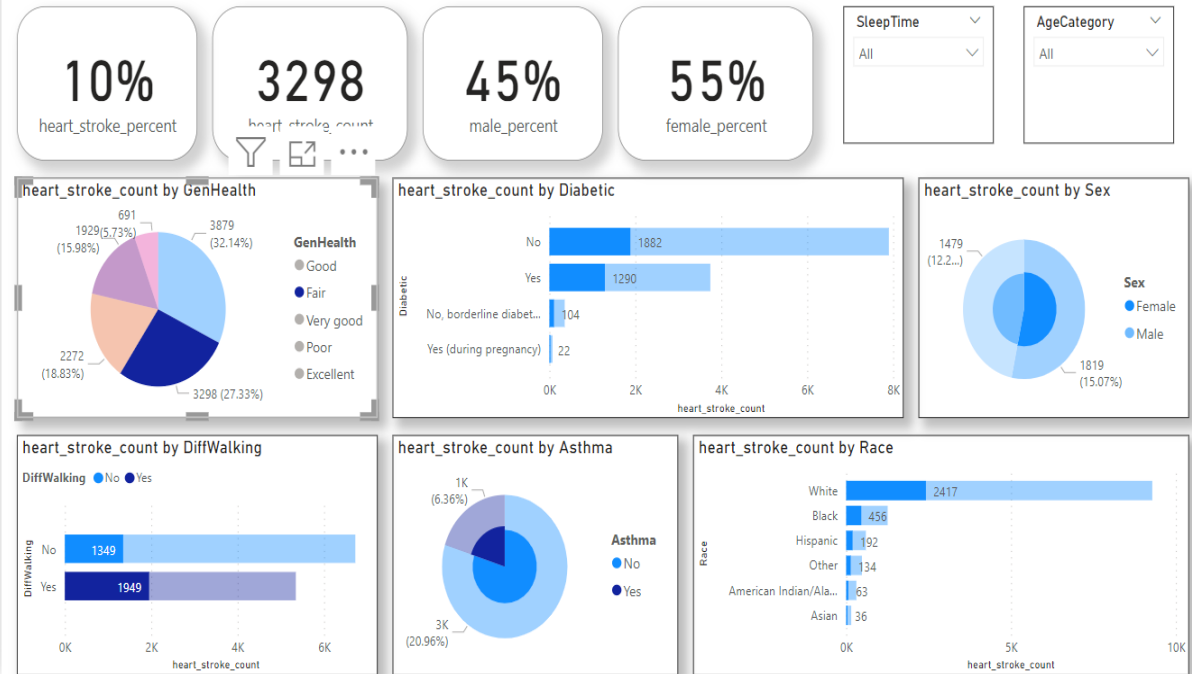 10%
heart_stroke_percent
3298
heart_stroke_count
45%
male_percent
55%
female_percent
SleepTime
All
AgeCategory
All
heart_stroke_count by GenHealth
691
(5.73%)
1929
(15.98%)
3879
(32.14%)
2272
(18.83%)
3298 (27.33%)
GenHealth
Good
Fair
Very good
Poor
Excellent
heart_stroke_count by Diabetic
Diabetic
No
1882
Yes
1290
No, borderline diabet...
104
Yes (during pregnancy)
22
0K 2K 4K 6K 8K
heart_stroke_count
heart_stroke_count by Sex
1479
(12.2...)
1819
(15.07%)
Sex
Female
Male
heart_stroke_count by DiffWalking
DiffWalking No Yes
DiffWalking
No
1349
Yes
1949
0K 2K 4K 6K
heart_stroke_count
heart_stroke_count by Asthma
1K
(6.36%)
3K
(20.96%)
Asthma
No
Yes
heart_stroke_count by Race
Race
White
2417
Black
456
Hispanic
192
Other
134
American Indian/Ala...
63
Asian
36
0K 5K 10K
heart_stroke_count